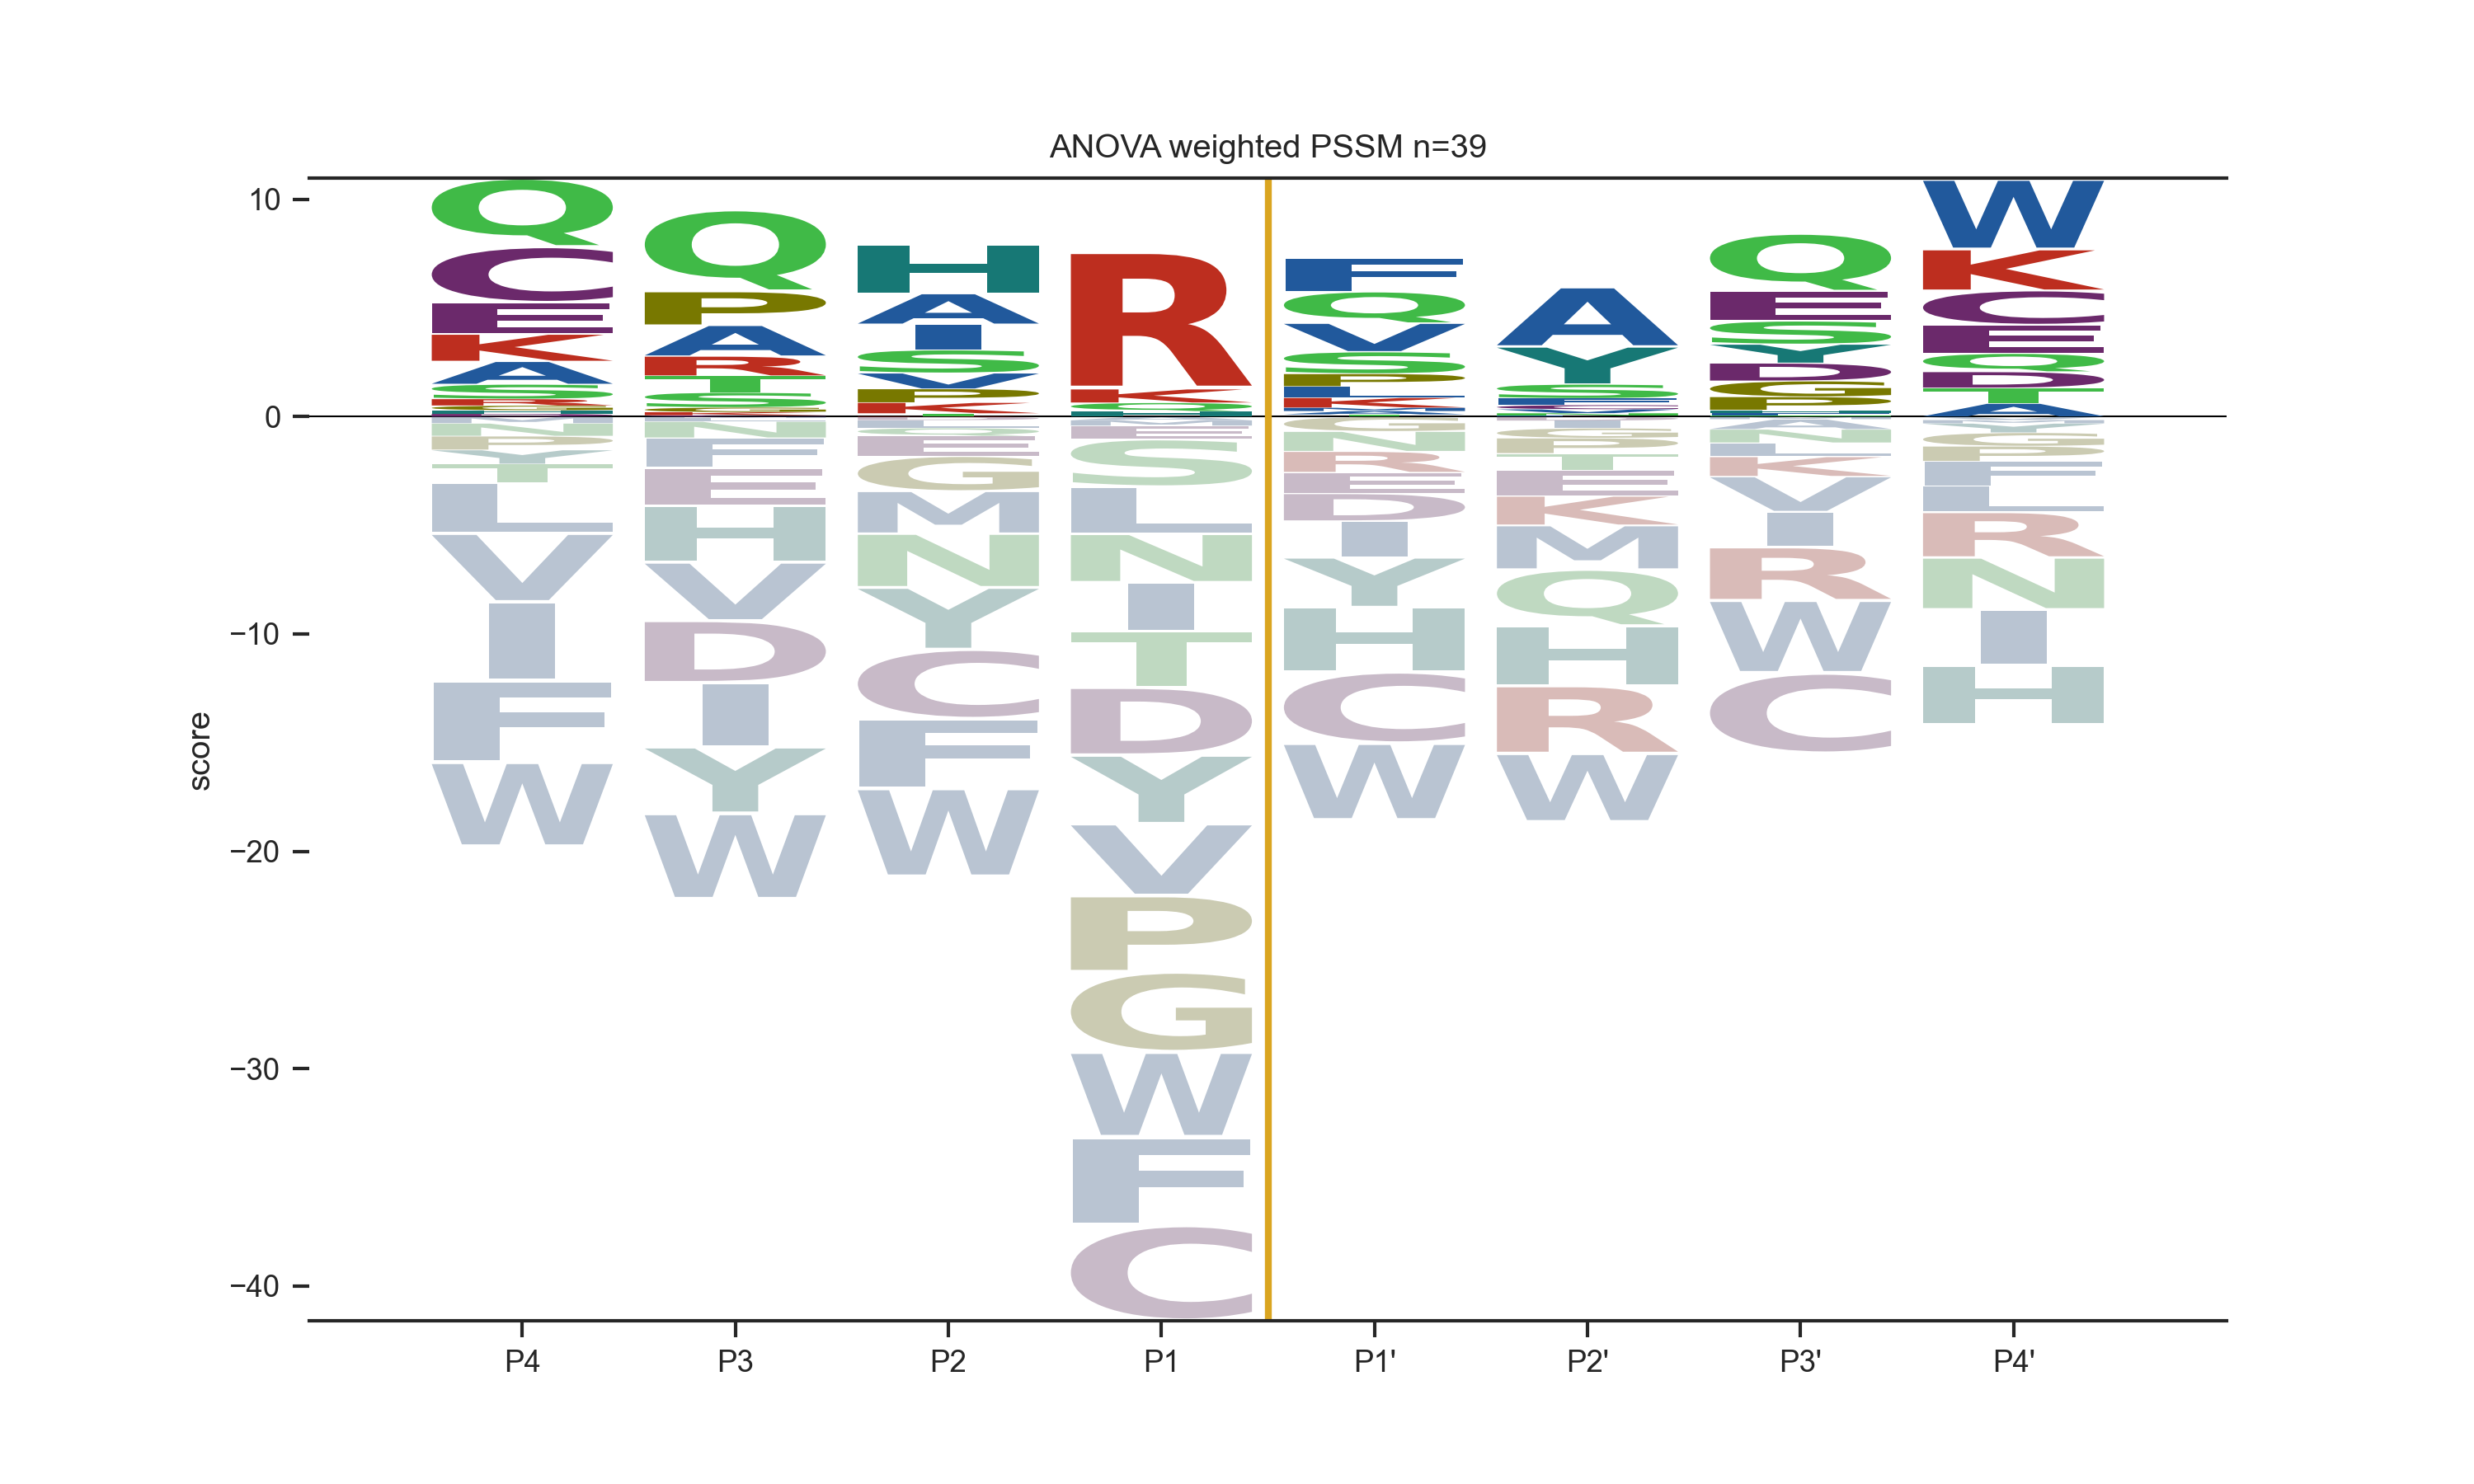 ANOVA weighted PSSM n=39
10
0
−10
−20
−30
−40
score
Q C E K A S
L V I F W
Q P A R T S
N F E H V D I Y W
H A I S V P K
E G M N Y C F W
R K
E S L N I T D Y V P G W F C
F Q V S P L K
G N R E D I Y H C W
A Y S
G P T E K M Q H R W
Q E S Y D G P
A N L K V I R W C
W K C E Q D T A
G P F L R N I H
P4 P3 P2 P1 P1' P2' P3' P4'